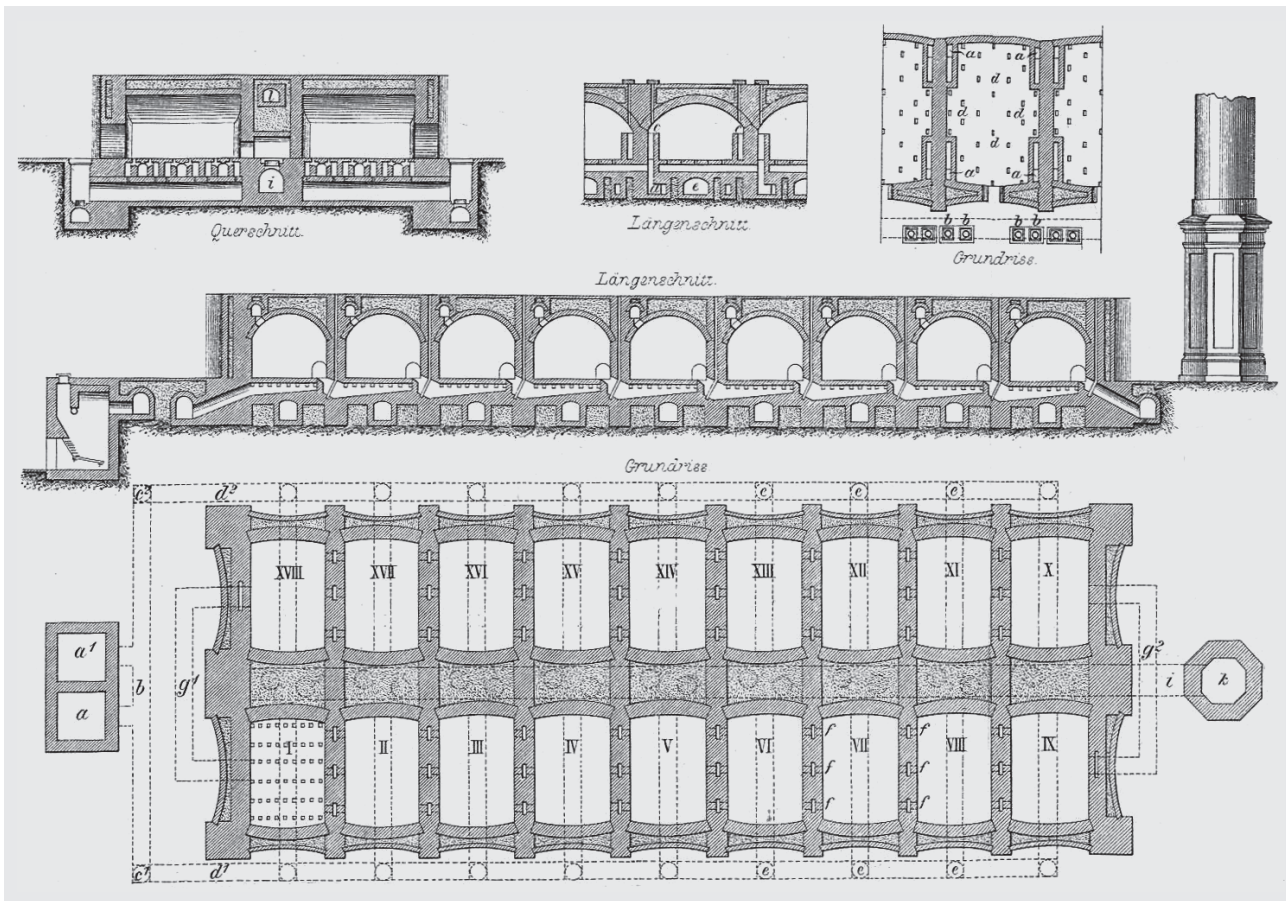 l
i
Querschnitt.
c c
a e
Längenschnitt.
a a
d
d d
d
a a
b b b b
Grundriss.
Längenschnitt.
Grundriss
c² d² e e e
XVIII XVII XVI XV XIV XIII XII XI X
a¹
b g¹ g² i k
a
I II III IV V VI f VII f VIII IX
f f
f f
c¹ d¹ e e e